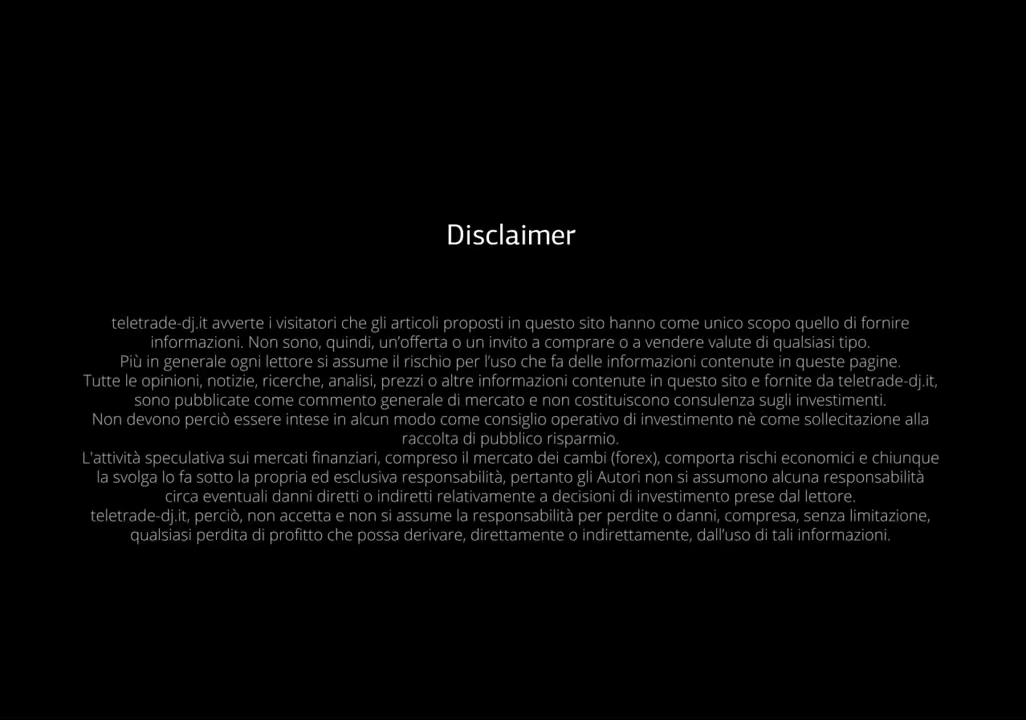 Disclaimer
teletrade-dj.it avverte i visitatori che gli articoli proposti in questo sito hanno come unico scopo quello di fornire
informazioni. Non sono, quindi, un'offerta o un invito a comprare o a vendere valute di qualsiasi tipo.
Più in generale ogni lettore si assume il rischio per l'uso che fa delle informazioni contenute in queste pagine.
Tutte le opinioni, notizie, ricerche, analisi, prezzi o altre informazioni contenute in questo sito e fornite da teletrade-dj.it,
sono pubblicate come commento generale di mercato e non costituiscono consulenza sugli investimenti.
Non devono perciò essere intese in alcun modo come consiglio operativo di investimento nè come sollecitazione alla
raccolta di pubblico risparmio.
L'attività speculativa sui mercati finanziari, compreso il mercato dei cambi (forex), comporta rischi economici e chiunque
la svolga lo fa sotto la propria ed esclusiva responsabilità, pertanto gli Autori non si assumono alcuna responsabilità
circa eventuali danni diretti o indiretti relativamente a decisioni di investimento prese dal lettore.
teletrade-dj.it, perciò, non accetta e non si assume la responsabilità per perdite o danni, compresa, senza limitazione,
qualsiasi perdita di profitto che possa derivare, direttamente o indirettamente, dall'uso di tali informazioni.